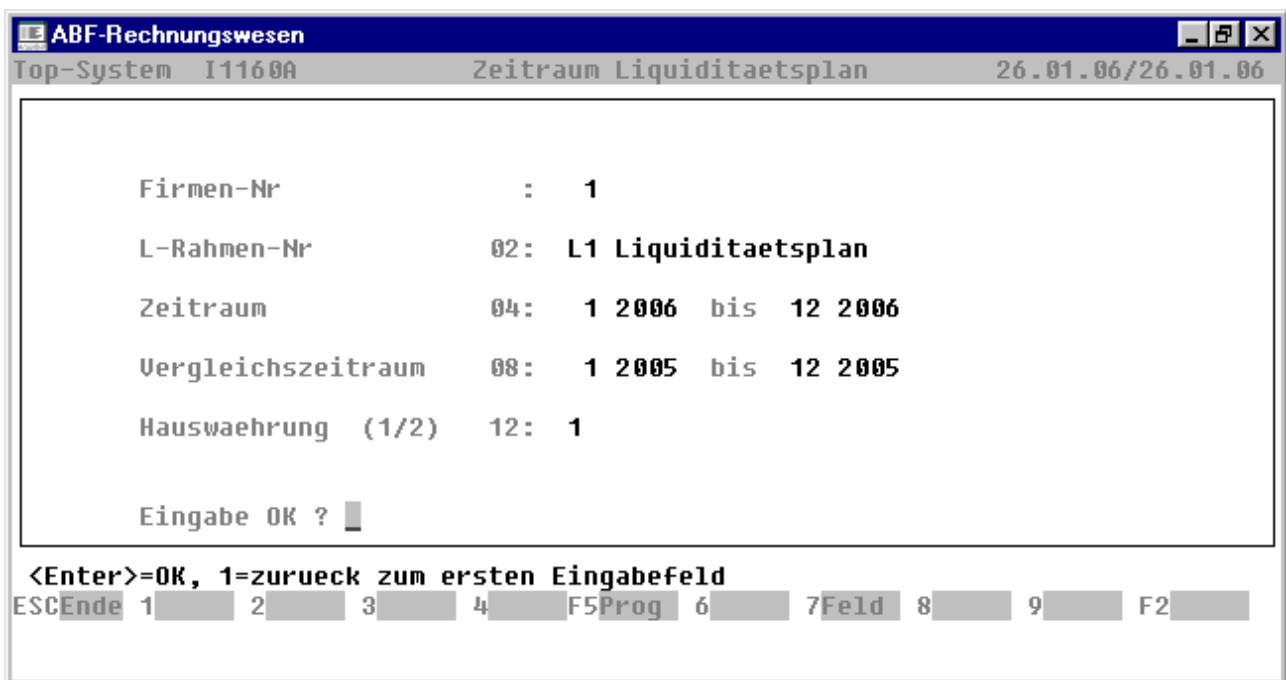 ABF-Rechnungswesen
Top-System I1160A Zeitraum Liquiditaetsplan 26.01.06/26.01.06
Firmen-Nr : 1
L-Rahmen-Nr 02: L1 Liquiditaetsplan
Zeitraum 04: 1 2006 bis 12 2006
Vergleichszeitraum 08: 1 2005 bis 12 2005
Hauswaehrung (1/2) 12: 1
Eingabe OK ? _
<Enter>=OK, 1=zurueck zum ersten Eingabefeld
ESCEnde 1 2 3 4 F5Prog 6 7Feld 8 9 F2